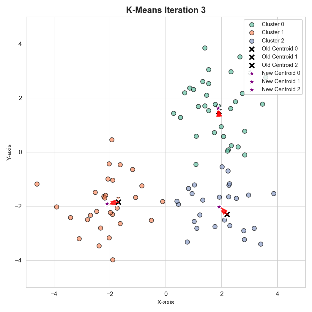 K-Means Iteration 3
Cluster 0
Cluster 1
Cluster 2
Old Centroid 0
Old Centroid 1
Old Centroid 2
New Centroid 0
New Centroid 1
New Centroid 2
Y-axis
4
2
0
−2
−4
−4
−2
0
2
4
X-axis